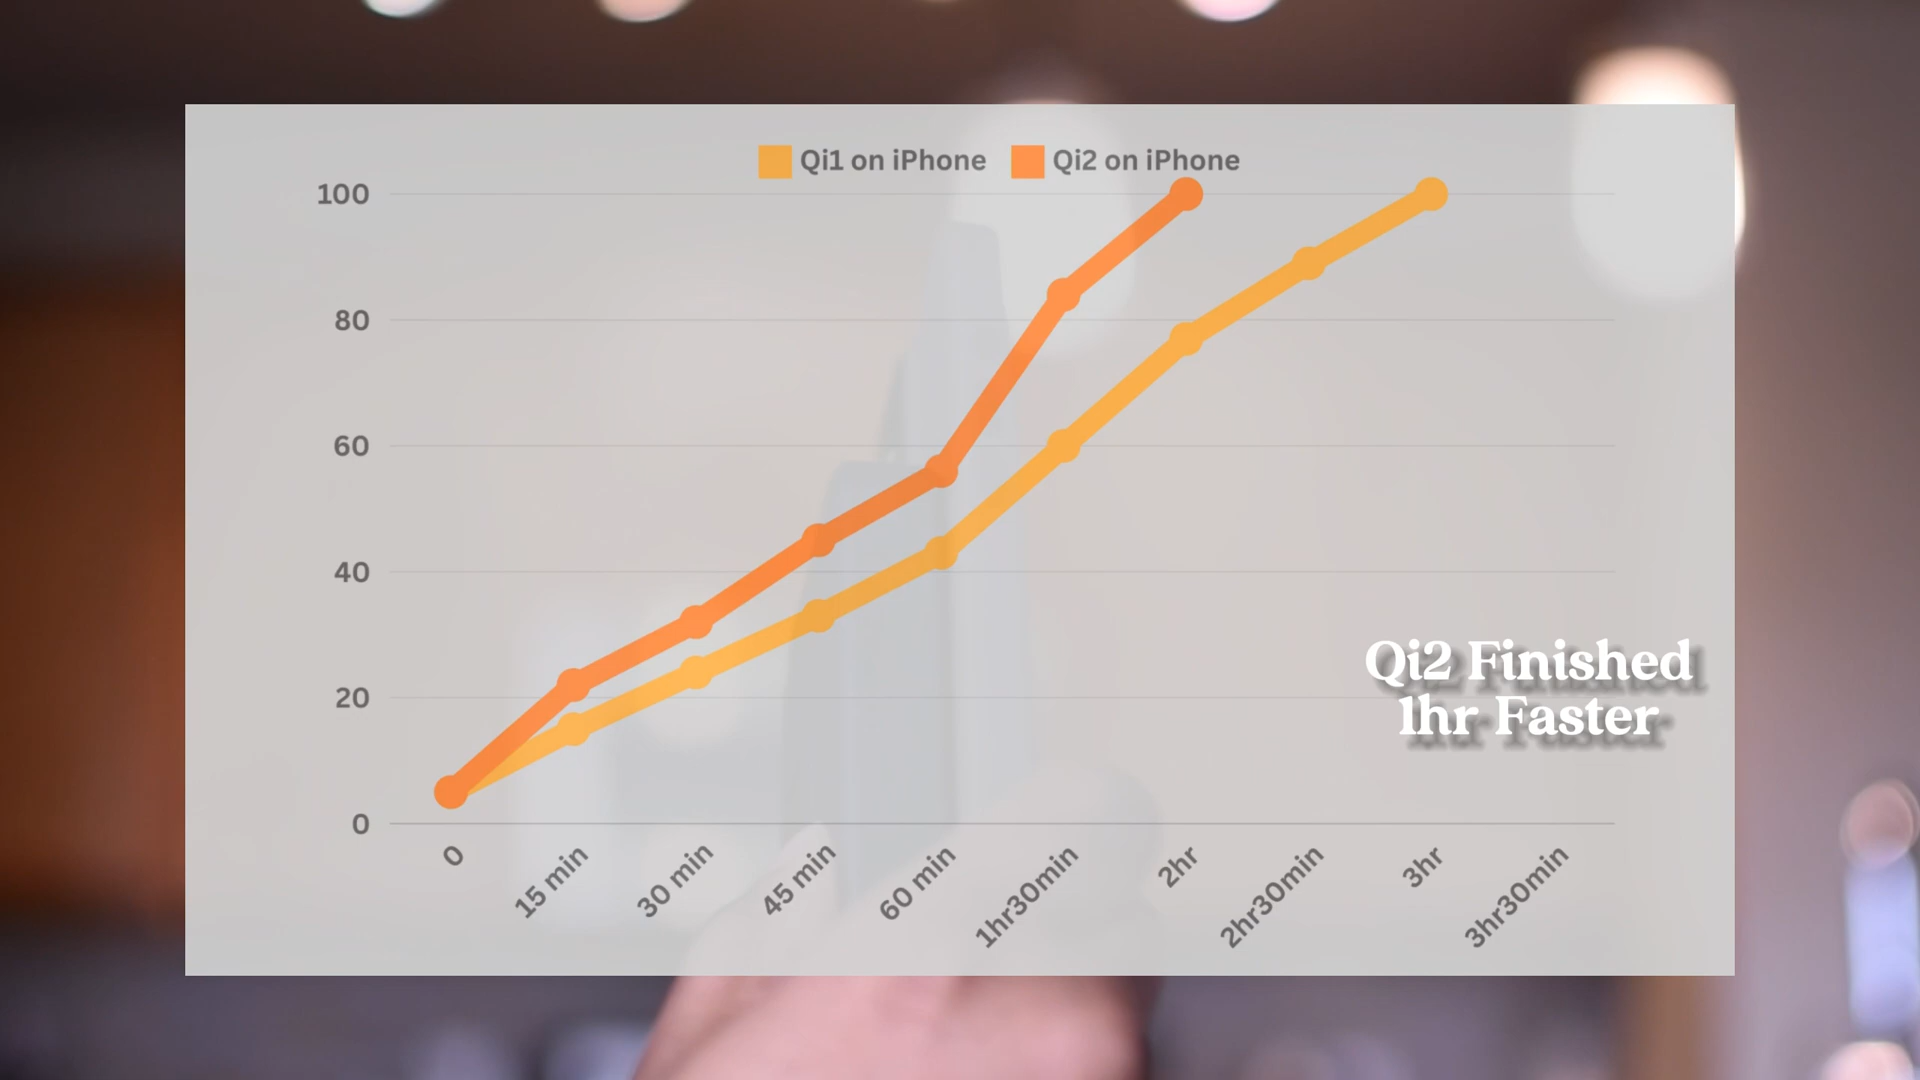 Qi1 on iPhone Qi2 on iPhone
100
80
60
40
20
0
0 15 min 30 min 45 min 60 min 1hr30min 2hr 2hr30min 3hr 3hr30min
Qi2 Finished
1hr Faster